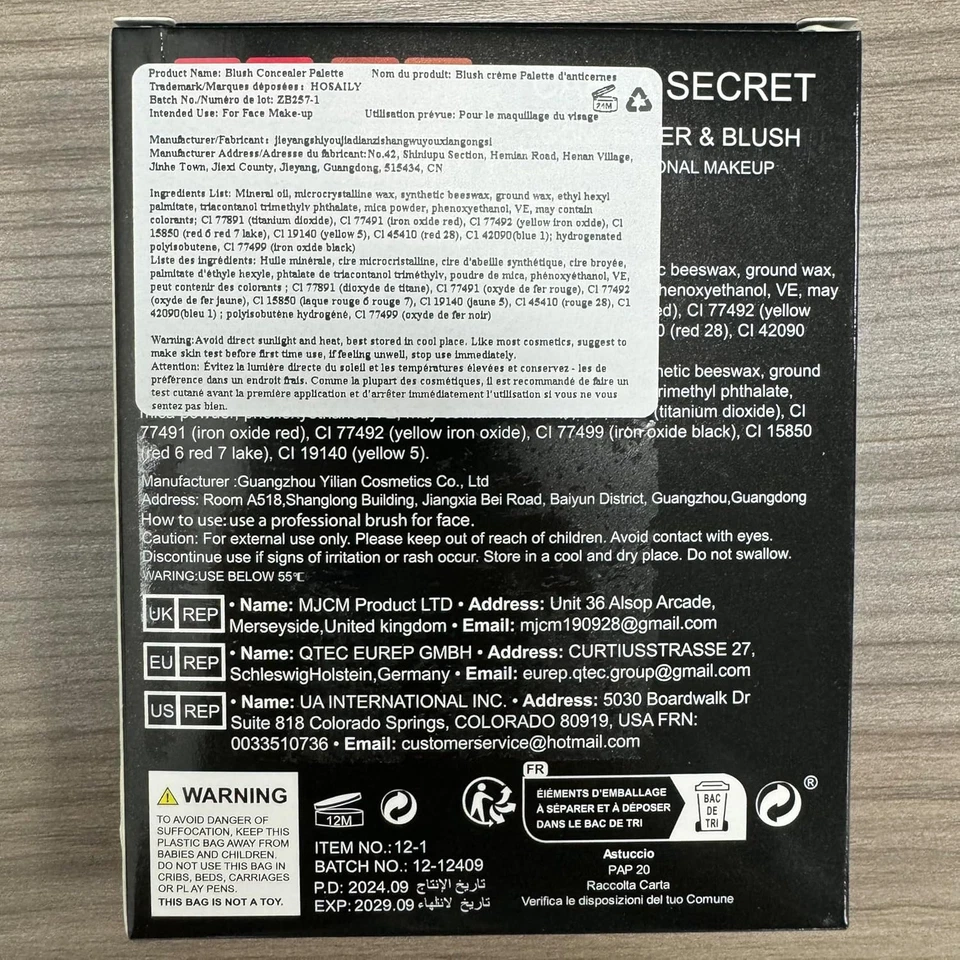 Product Name: Blush Concealer Palette Nom du produit: Blush crème Palette d'anticernes
Trademark/Marques déposées: HOSAILY
Batch No./Numéro de lot: ZB257-1
Intended Use: For Face Make-up Utilisation prévue: Pour le maquillage du visage
24M
Manufacturer/Fabricant: jieyangshiyoujiadianzishangwuyouxiangongsi
Manufacturer Address/Adresse du fabricant:No.42, Shiniupu Section, Hemian Road, Henan Village,
Jinhe Town, Jiexi County, Jieyang, Guangdong, 515434, CN
Ingredients List: Mineral oil, microcrystalline wax, synthetic beeswax, ground wax, ethyl hexyl
palmitate, triacontanol trimethylv phthalate, mica powder, phenoxyethanol, VE, may contain
colorants; CI 77891 (titanium dioxide), CI 77491 (iron oxide red), CI 77492 (yellow iron oxide), CI
15850 (red 6 red 7 lake), CI 19140 (yellow 5), CI 45410 (red 28), CI 42090(blue 1); hydrogenated
polyisobutene, CI 77499 (iron oxide black)
Liste des ingrédients: Huile minérale, cire microcristalline, cire d'abeille synthétique, cire broyée,
palmitate d'éthyle hexyle, phtalate de triacontanol triméthylv, poudre de mica, phénoxyéthanol, VE,
peut contenir des colorants ; CI 77891 (dioxyde de titane), CI 77491 (oxyde de fer rouge), CI 77492
(oxyde de fer jaune), CI 15850 (laque rouge 6 rouge 7), CI 19140 (jaune 5), CI 45410 (rouge 28), CI
42090(bleu 1) ; polyisobutène hydrogéné, CI 77499 (oxyde de fer noir)
Warning:Avoid direct sunlight and heat, best stored in cool place. Like most cosmetics, suggest to
make skin test before first time use, if feeling unwell, stop use immediately.
Attention: Évitez la lumière directe du soleil et les températures élevées et conservez - les de
préférence dans un endroit frais. Comme la plupart des cosmétiques, il est recommandé de faire un
test cutané avant la première application et d'arrêter immédiatement l'utilisation si vous ne vous
sentez pas bien.
SECRET
ER & BLUSH
ONAL MAKEUP
c beeswax, ground wax,
henoxyethanol, VE, may
ed), CI 77492 (yellow
0 (red 28), CI 42090
hetic beeswax, ground
rimethyl phthalate,
(titanium dioxide), CI
77491 (iron oxide red), CI 77492 (yellow iron oxide), CI 77499 (iron oxide black), CI 15850
(red 6 red 7 lake), CI 19140 (yellow 5).
Manufacturer :Guangzhou Yilian Cosmetics Co., Ltd
Address: Room A518,Shanglong Building, Jiangxia Bei Road, Baiyun District, Guangzhou,Guangdong
How to use: use a professional brush for face.
Caution: For external use only. Please keep out of reach of children. Avoid contact with eyes.
Discontinue use if signs of irritation or rash occur. Store in a cool and dry place. Do not swallow.
WARING:USE BELOW 55℃
UK REP • Name: MJCM Product LTD • Address: Unit 36 Alsop Arcade,
Merseyside,United kingdom • Email: mjcm190928@gmail.com
EU REP • Name: QTEC EUREP GMBH • Address: CURTIUSSTRASSE 27,
SchleswigHolstein,Germany • Email: eurep.qtec.group@gmail.com
US REP • Name: UA INTERNATIONAL INC. • Address: 5030 Boardwalk Dr
Suite 818 Colorado Springs, COLORADO 80919, USA FRN:
0033510736 • Email: customerservice@hotmail.com
WARNING
TO AVOID DANGER OF
SUFFOCATION, KEEP THIS
PLASTIC BAG AWAY FROM
BABIES AND CHILDREN.
DO NOT USE THIS BAG IN
CRIBS, BEDS, CARRIAGES
OR PLAY PENS.
THIS BAG IS NOT A TOY.
12M
ITEM NO.: 12-1
BATCH NO.: 12-12409
P.D: 2024.09 تاريخ الإنتاج
EXP: 2029.09 تاريخ لانتهاء
FR
ÉIÉMENTS D'EMBALLAGE
À SÉPARER ET À DÉPOSER
DANS LE BAC DE TRI
BAC
DE
TRI
®
Astuccio
PAP 20
Raccolta Carta
Verifica le disposizioni del tuo Comune